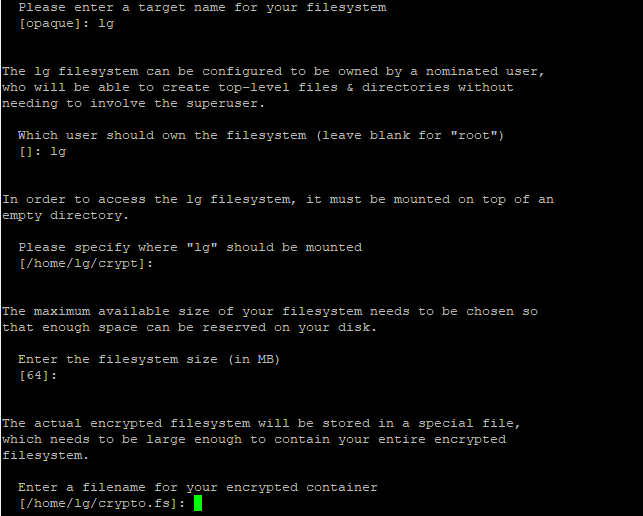 Please enter a target name for your filesystem
[opaque]: lg
The lg filesystem can be configured to be owned by a nominated user,
who will be able to create top-level files & directories without
needing to involve the superuser.
Which user should own the filesystem (leave blank for "root")
[]: lg
In order to access the lg filesystem, it must be mounted on top of an
empty directory.
Please specify where "lg" should be mounted
[/home/lg/crypt]:
The maximum available size of your filesystem needs to be chosen so
that enough space can be reserved on your disk.
Enter the filesystem size (in MB)
[64]:
The actual encrypted filesystem will be stored in a special file,
which needs to be large enough to contain your entire encrypted
filesystem.
Enter a filename for your encrypted container
[/home/lg/crypto.fs]: